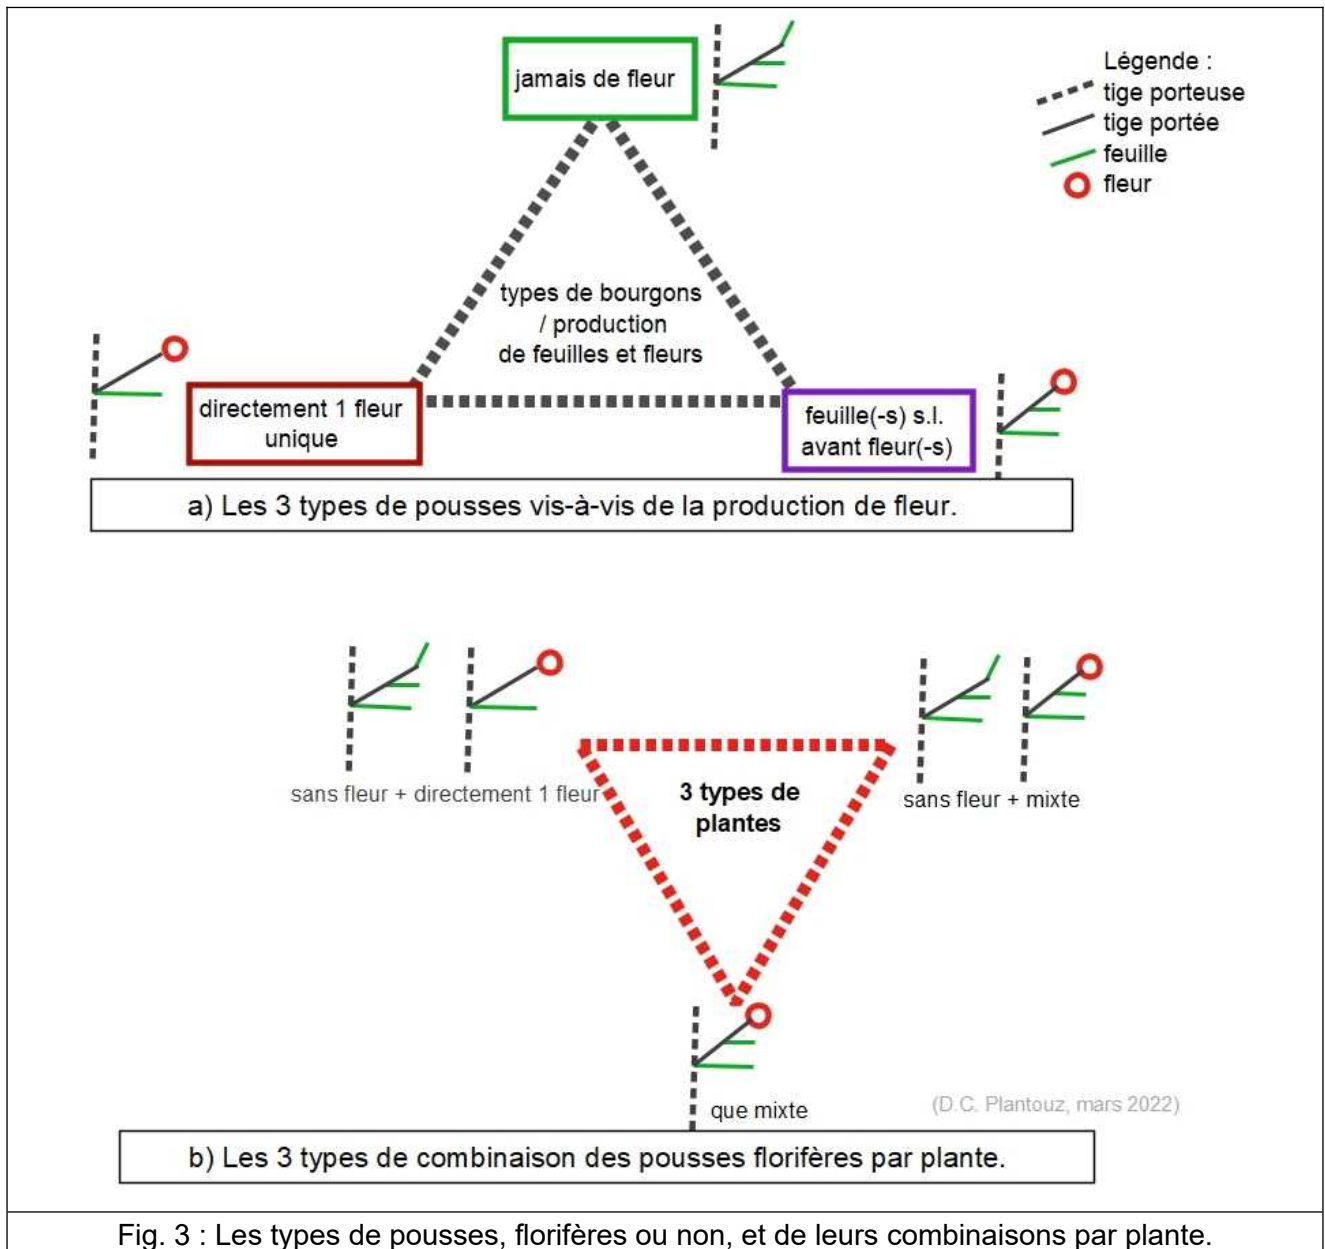 jamais de fleur
Légende :
tige porteuse
tige portée
feuille
fleur
types de bourgons
/ production
de feuilles et fleurs
directement 1 fleur
unique
feuille(-s) s.l.
avant fleur(-s)
a) Les 3 types de pousses vis-à-vis de la production de fleur.
sans fleur + directement 1 fleur
3 types de
plantes
sans fleur + mixte
que mixte
(D.C. Plantouz, mars 2022)
b) Les 3 types de combinaison des pousses florifères par plante.
Fig. 3 : Les types de pousses, florifères ou non, et de leurs combinaisons par plante.